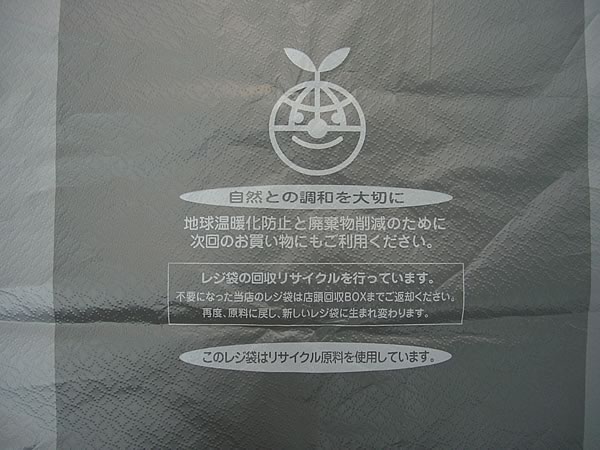 自然との調和を大切に
地球温暖化防止と廃棄物削減のために
次回のお買い物にもご利用ください。
レジ袋の回収リサイクルを行っています。
不要になった当店のレジ袋は店頭回収BOXまでご返却ください。
再度、原料に戻し、新しいレジ袋に生まれ変わります。
このレジ袋はリサイクル原料を使用しています。